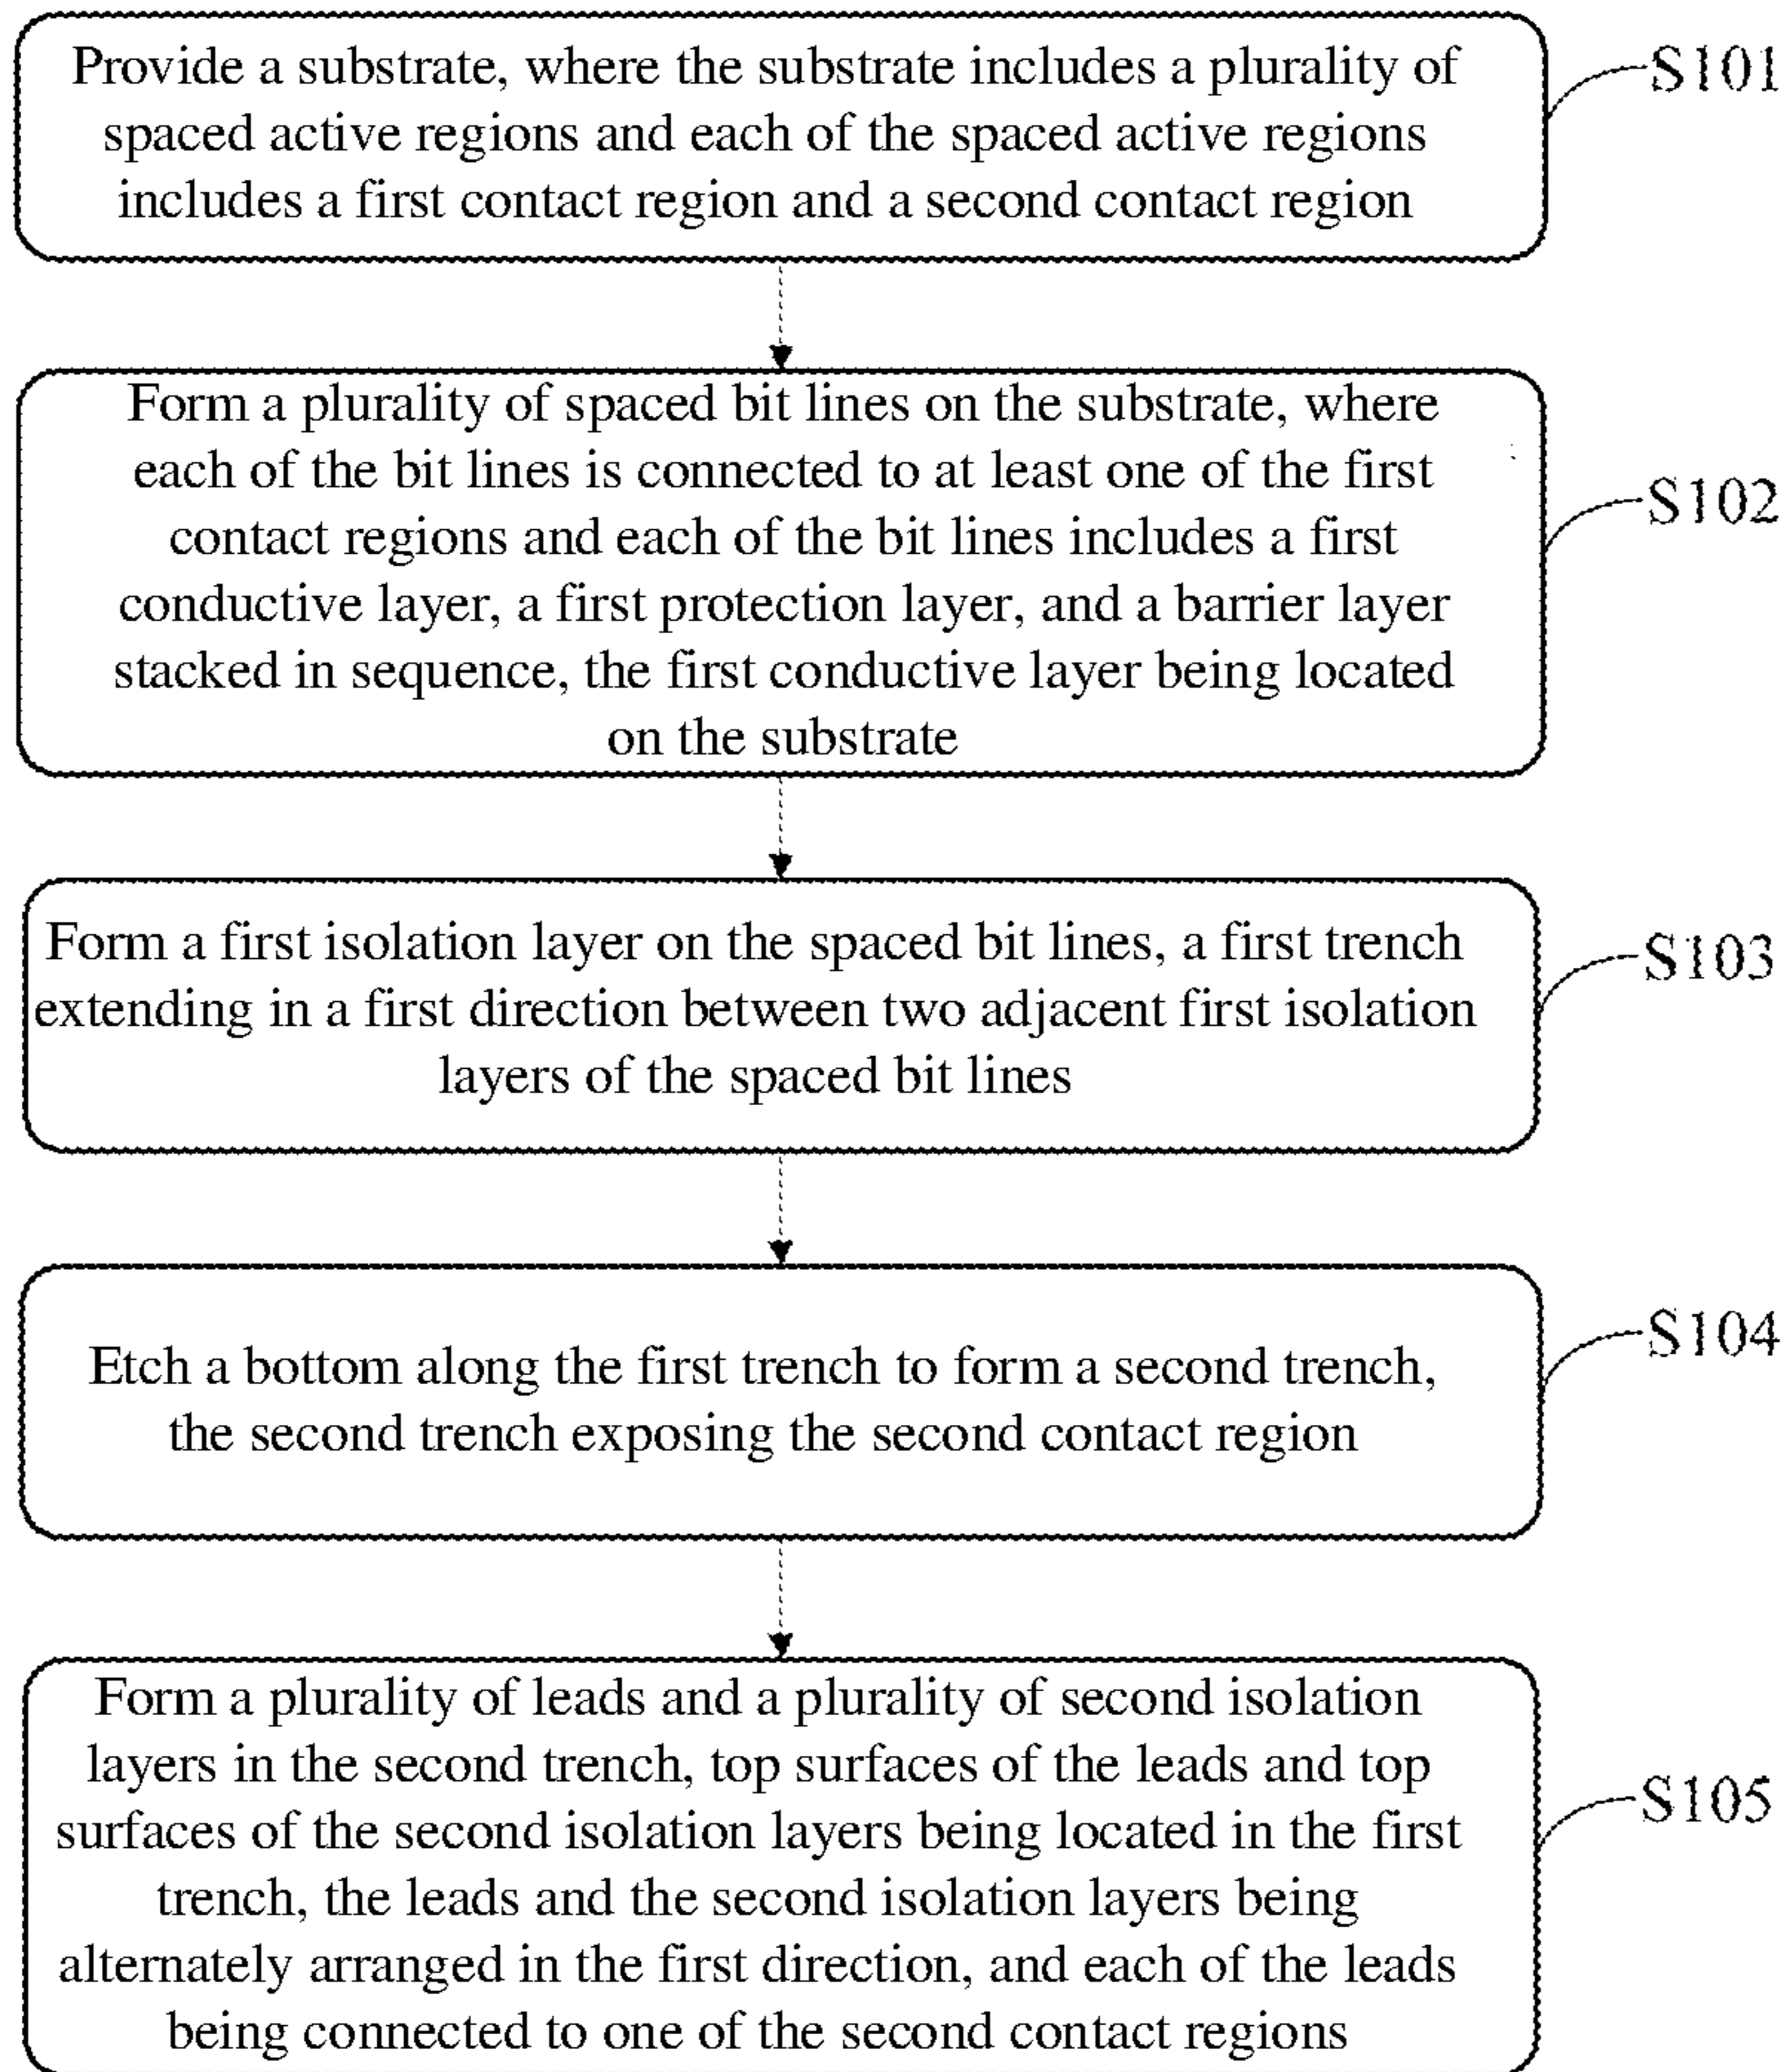 Provide a substrate, where the substrate includes a plurality of
spaced active regions and each of the spaced active regions
includes a first contact region and a second contact region
S101
Form a plurality of spaced bit lines on the substrate, where
each of the bit lines is connected to at least one of the first
contact regions and each of the bit lines includes a first
conductive layer, a first protection layer, and a barrier layer
stacked in sequence, the first conductive layer being located
on the substrate
S102
Form a first isolation layer on the spaced bit lines, a first trench
extending in a first direction between two adjacent first isolation
layers of the spaced bit lines
S103
Etch a bottom along the first trench to form a second trench,
the second trench exposing the second contact region
S104
Form a plurality of leads and a plurality of second isolation
layers in the second trench, top surfaces of the leads and top
surfaces of the second isolation layers being located in the first
trench, the leads and the second isolation layers being
alternately arranged in the first direction, and each of the leads
being connected to one of the second contact regions
S105